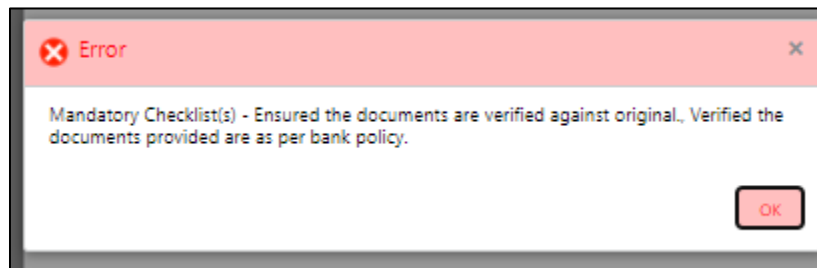 Error
Mandatory Checklist(s) - Ensured the documents are verified against original., Verified the
documents provided are as per bank policy.
OK